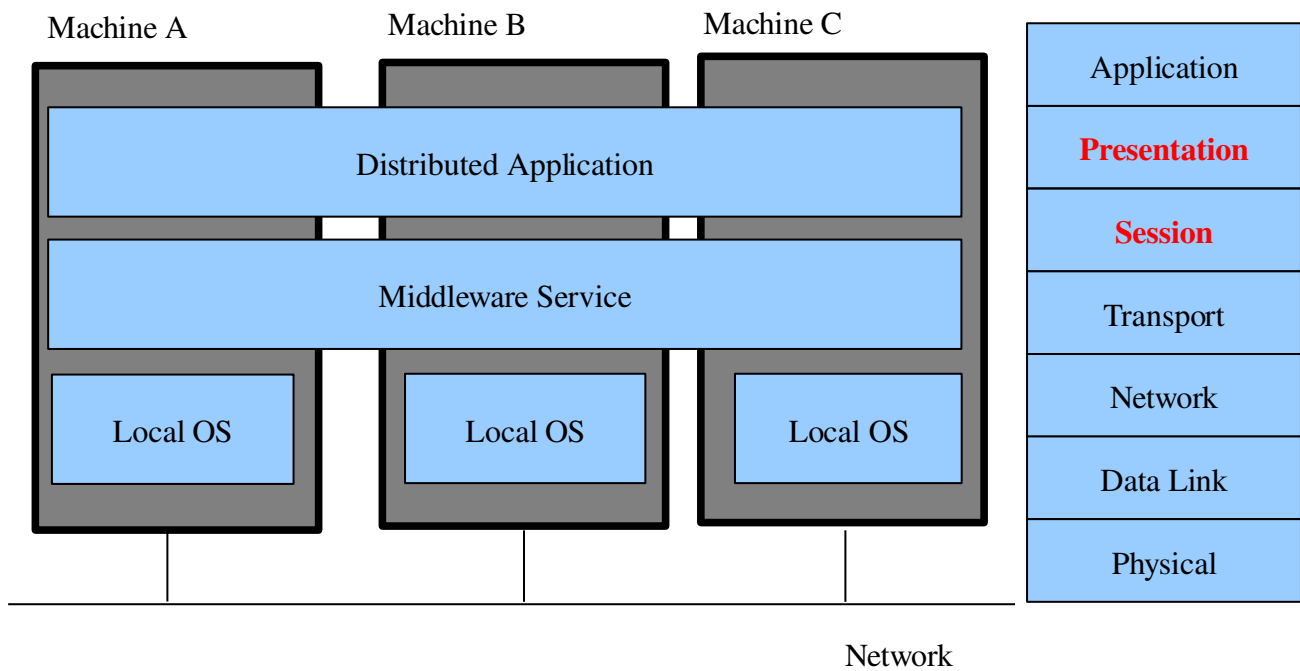 Machine A
Machine B
Machine C
Distributed Application
Middleware Service
Local OS
Local OS
Local OS
Network
Application
Presentation
Session
Transport
Network
Data Link
Physical